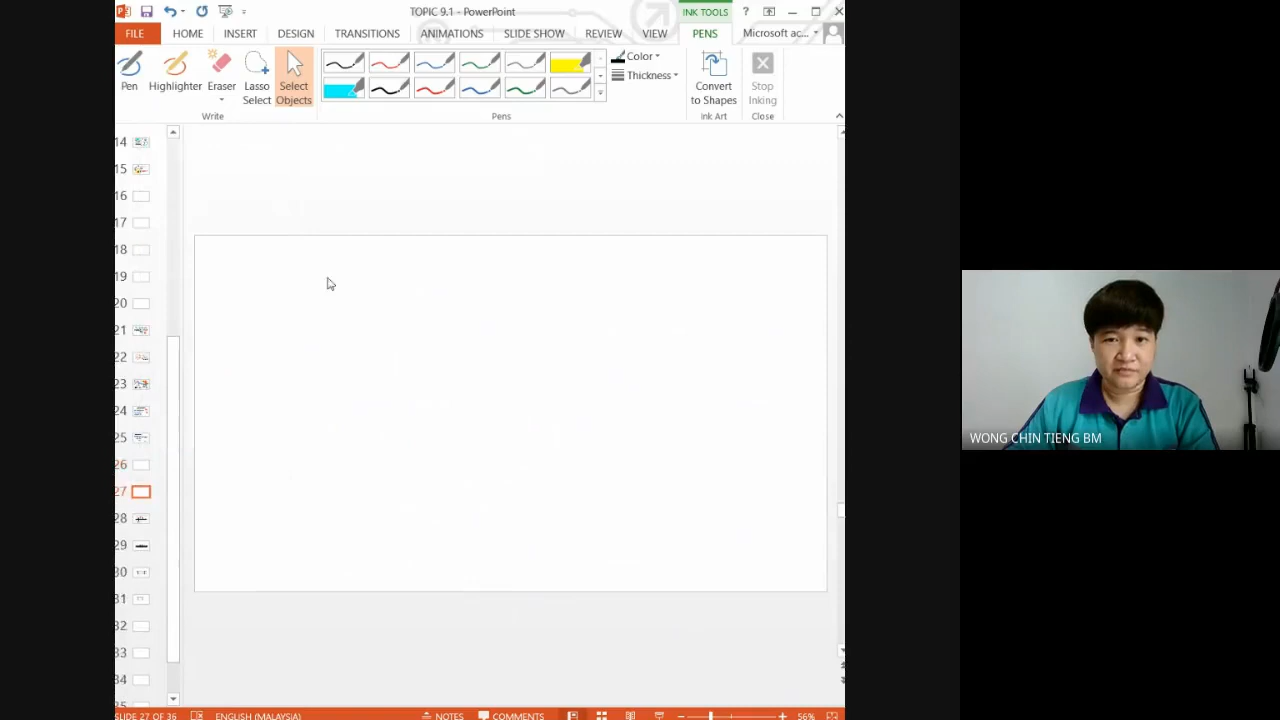 TOPIC 9.1 - PowerPoint
INK TOOLS
?
FILE HOME INSERT DESIGN TRANSITIONS ANIMATIONS SLIDE SHOW REVIEW VIEW PENS Microsoft ac...
Pen
Highlighter
Eraser
Lasso
Select
Select
Objects
Color
Thickness
Convert
to Shapes
Stop
Inking
Write
Pens
Ink Art
Close
14
15
16
17
18
19
20
21
22
23
24
25
26
27
28
29
30
31
32
33
34
35
WONG CHIN TIENG BM
SLIDE 27 OF 36 ENGLISH (MALAYSIA) NOTES COMMENTS 56%